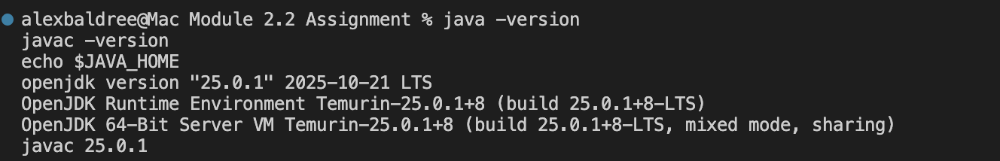 alexbaldree@Mac Module 2.2 Assignment % java -version
javac -version
echo $JAVA_HOME
openjdk version "25.0.1" 2025-10-21 LTS
OpenJDK Runtime Environment Temurin-25.0.1+8 (build 25.0.1+8-LTS)
OpenJDK 64-Bit Server VM Temurin-25.0.1+8 (build 25.0.1+8-LTS, mixed mode, sharing)
javac 25.0.1